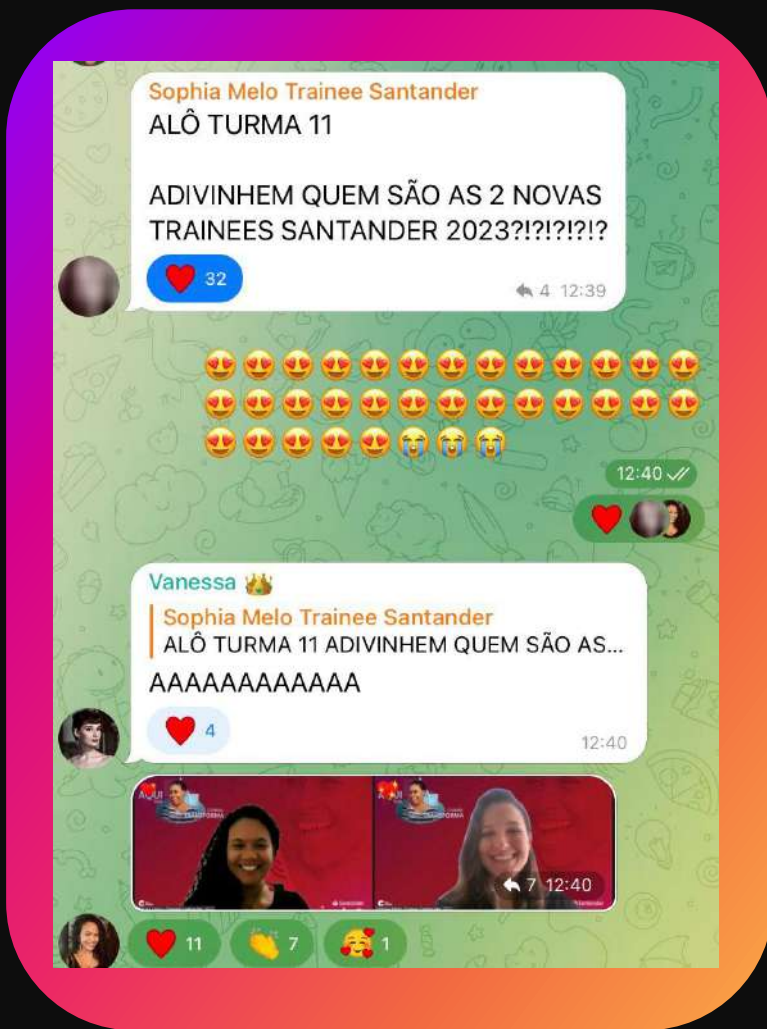 Sophia Melo Trainee Santander
ALÔ TURMA 11
ADIVINHEM QUEM SÃO AS 2 NOVAS
TRAINEES SANTANDER 2023?!?!?!?!?
32
4 12:39
12:40
Vanessa
Sophia Melo Trainee Santander
ALÔ TURMA 11 ADIVINHEM QUEM SÃO AS...
AAAAAAAAAAAA
4
12:40
7 12:40
11 7 1